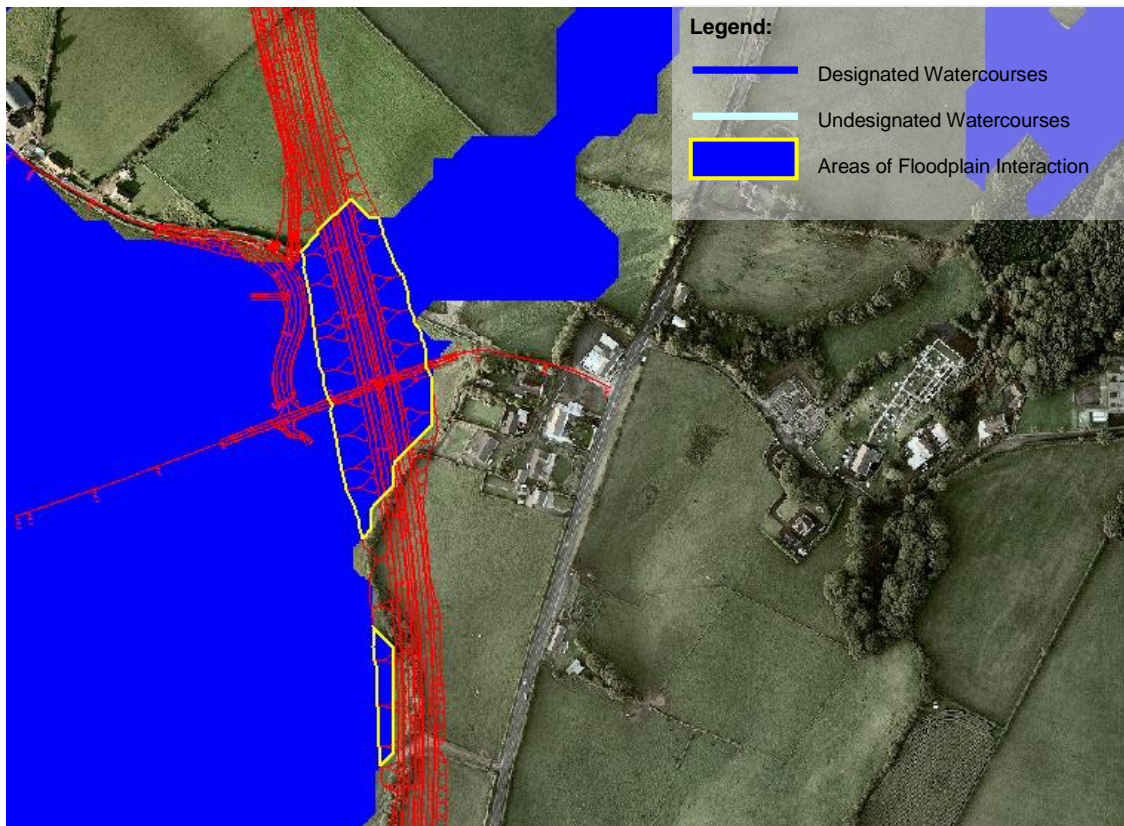 Legend:
Designated Watercourses
Undesignated Watercourses
Areas of Floodplain Interaction